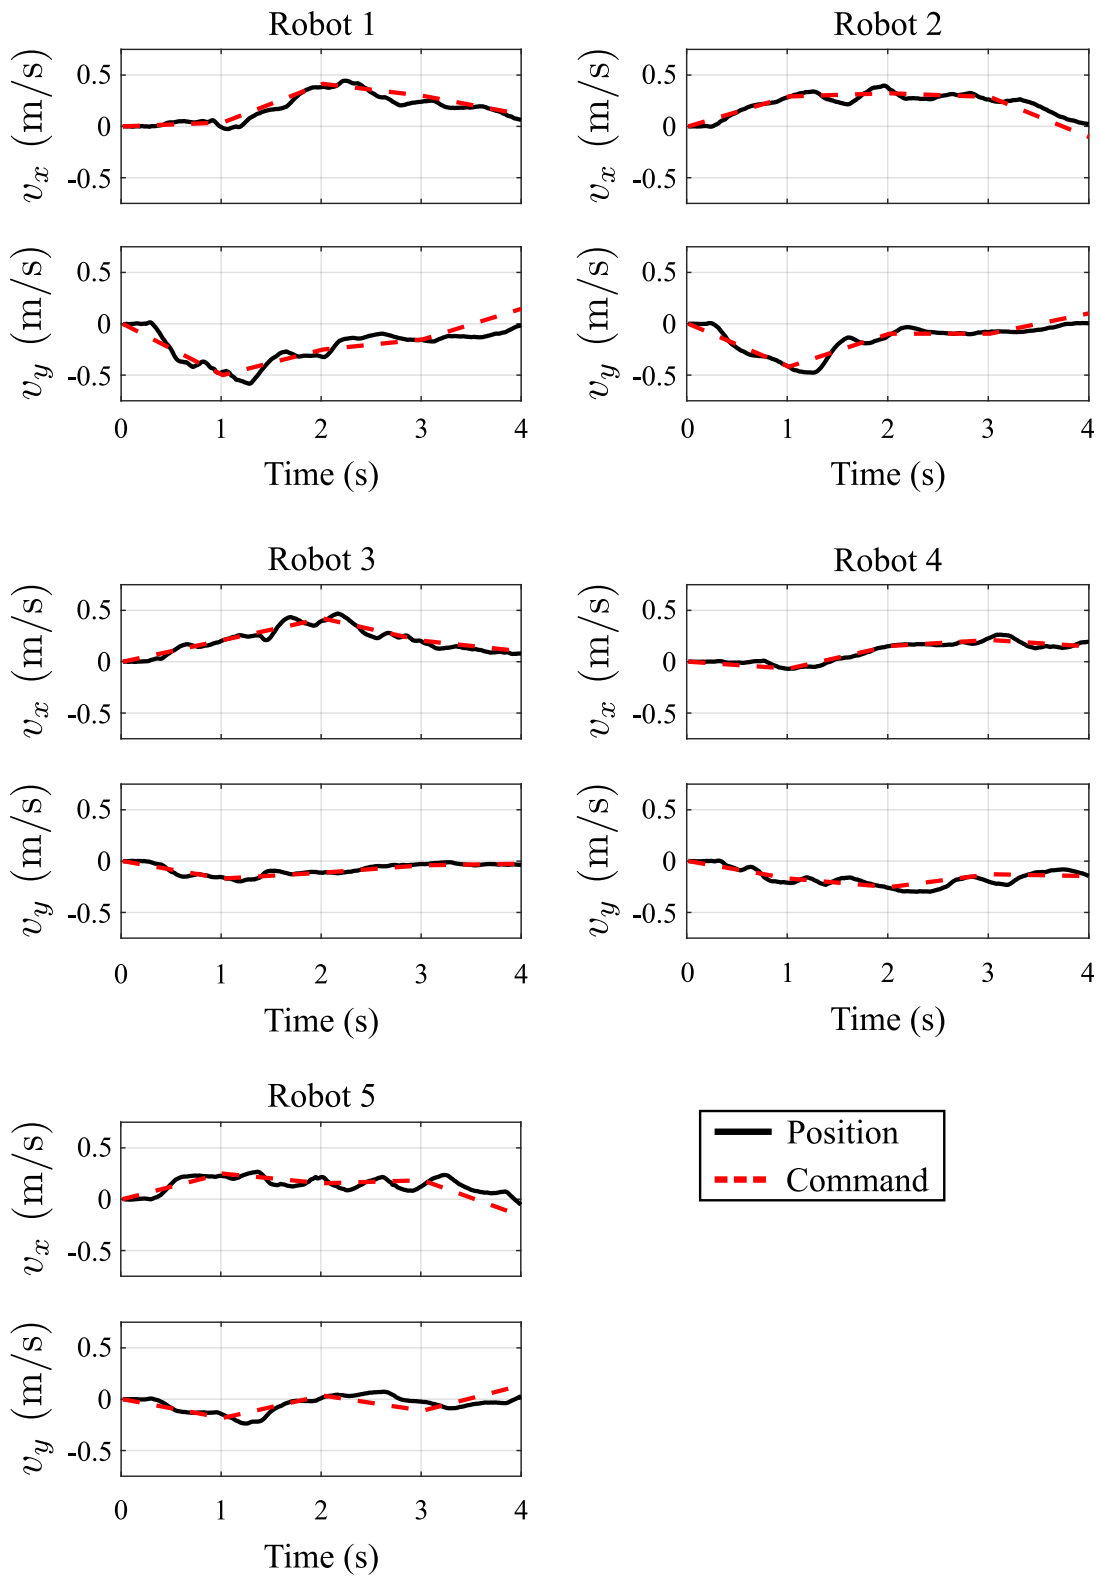 Robot 1
Robot 2
v_x (m/s)
0.5
0
-0.5
v_x (m/s)
0.5
0
-0.5
v_y (m/s)
0.5
0
-0.5
v_y (m/s)
0.5
0
-0.5
0 1 2 3 4
0 1 2 3 4
Time (s)
Time (s)
Robot 3
Robot 4
v_x (m/s)
0.5
0
-0.5
v_x (m/s)
0.5
0
-0.5
v_y (m/s)
0.5
0
-0.5
v_y (m/s)
0.5
0
-0.5
0 1 2 3 4
0 1 2 3 4
Time (s)
Time (s)
Robot 5
v_x (m/s)
0.5
0
-0.5
Position
Command
v_y (m/s)
0.5
0
-0.5
0 1 2 3 4
Time (s)